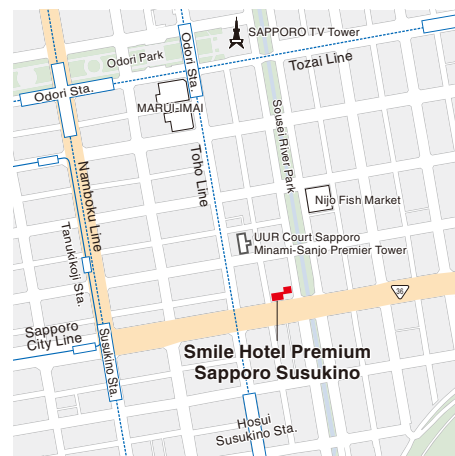 SAPPORO TV Tower
Odori Sta.
Odori Park
Tozai Line
Odori Sta.
MARUI-IMAI
Sousei River Park
Namboku Line
Toho Line
Nijo Fish Market
Tanukikoji Sta.
UUR Court Sapporo
Minami-Sanjo Premier Tower
36
Sapporo
City Line
Susukino Sta.
Smile Hotel Premium
Sapporo Susukino
Hosui
Susukino Sta.